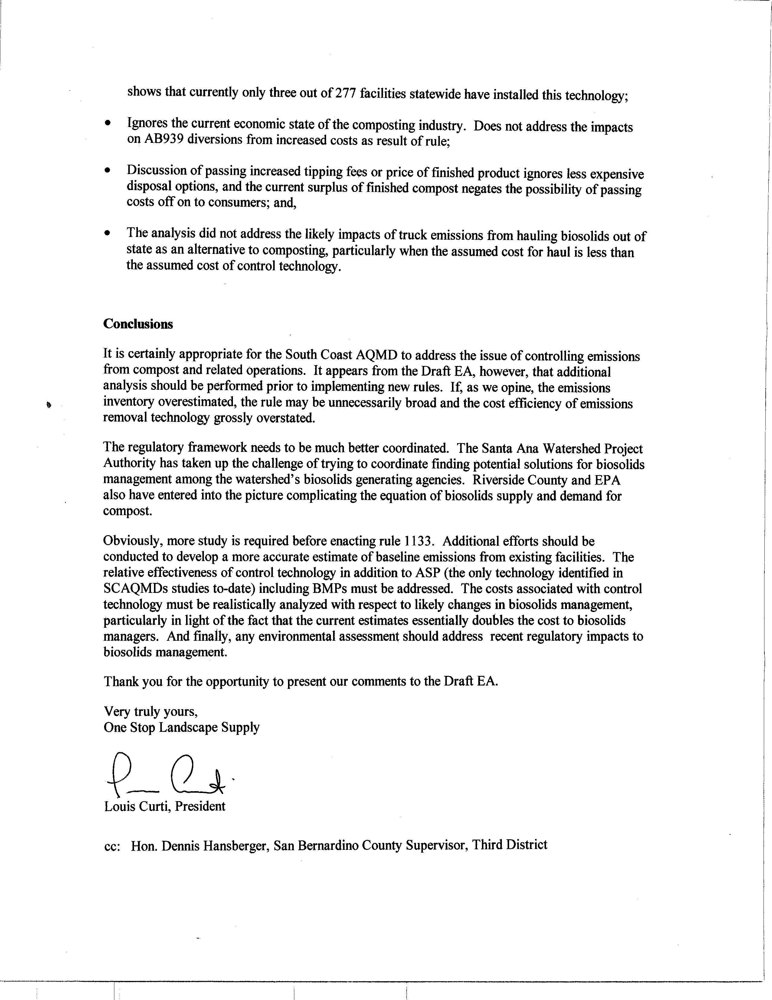 shows that currently only three out of 277 facilities statewide have installed this technology;
• Ignores the current economic state of the composting industry.  Does not address the impacts
on AB939 diversions from increased costs as result of rule;
• Discussion of passing increased tipping fees or price of finished product ignores less expensive
disposal options, and the current surplus of finished compost negates the possibility of passing
costs off on to consumers; and,
• The analysis did not address the likely impacts of truck emissions from hauling biosolids out of
state as an alternative to composting, particularly when the assumed cost for haul is less than
the assumed cost of control technology.
Conclusions
It is certainly appropriate for the South Coast AQMD to address the issue of controlling emissions
from compost and related operations.  It appears from the Draft EA, however, that additional
analysis should be performed prior to implementing new rules.  If, as we opine, the emissions
inventory overestimated, the rule may be unnecessarily broad and the cost efficiency of emissions
removal technology grossly overstated.
The regulatory framework needs to be much better coordinated.  The Santa Ana Watershed Project
Authority has taken up the challenge of trying to coordinate finding potential solutions for biosolids
management among the watershed's biosolids generating agencies.  Riverside County and EPA
also have entered into the picture complicating the equation of biosolids supply and demand for
compost.
Obviously, more study is required before enacting rule 1133.  Additional efforts should be
conducted to develop a more accurate estimate of baseline emissions from existing facilities.  The
relative effectiveness of control technology in addition to ASP (the only technology identified in
SCAQMDs studies to-date) including BMPs must be addressed.  The costs associated with control
technology must be realistically analyzed with respect to likely changes in biosolids management,
particularly in light of the fact that the current estimates essentially doubles the cost to biosolids
managers.  And finally, any environmental assessment should address  recent regulatory impacts to
biosolids management.
Thank you for the opportunity to present our comments to the Draft EA.
Very truly yours,
One Stop Landscape Supply
Louis Curti, President
cc:   Hon. Dennis Hansberger, San Bernardino County Supervisor, Third District